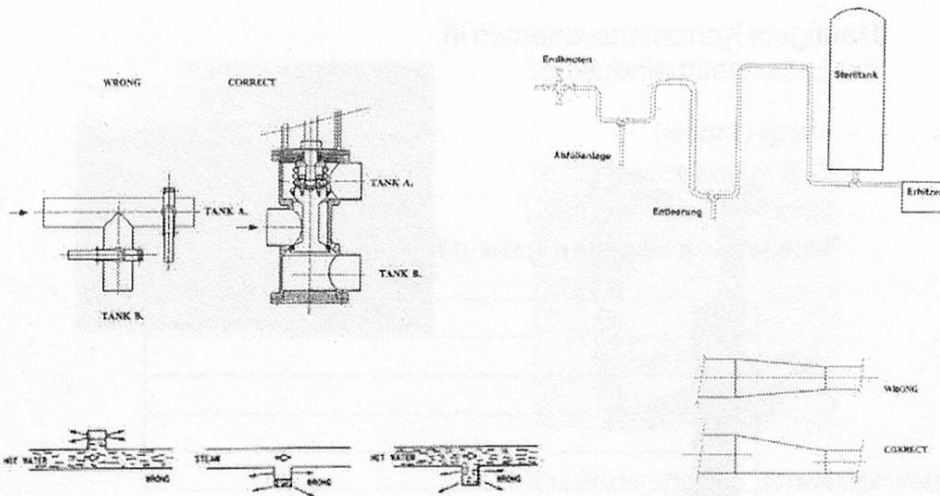 WRONG
CORRECT
TANK A.
TANK B.
TANK A.
TANK B.
Endknoten
Abfüllanlage
Entleerung
Steriltank
Erhitzer
WRONG
CORRECT
HOT WATER
WRONG
STEAM
WRONG
HOT WATER
WRONG